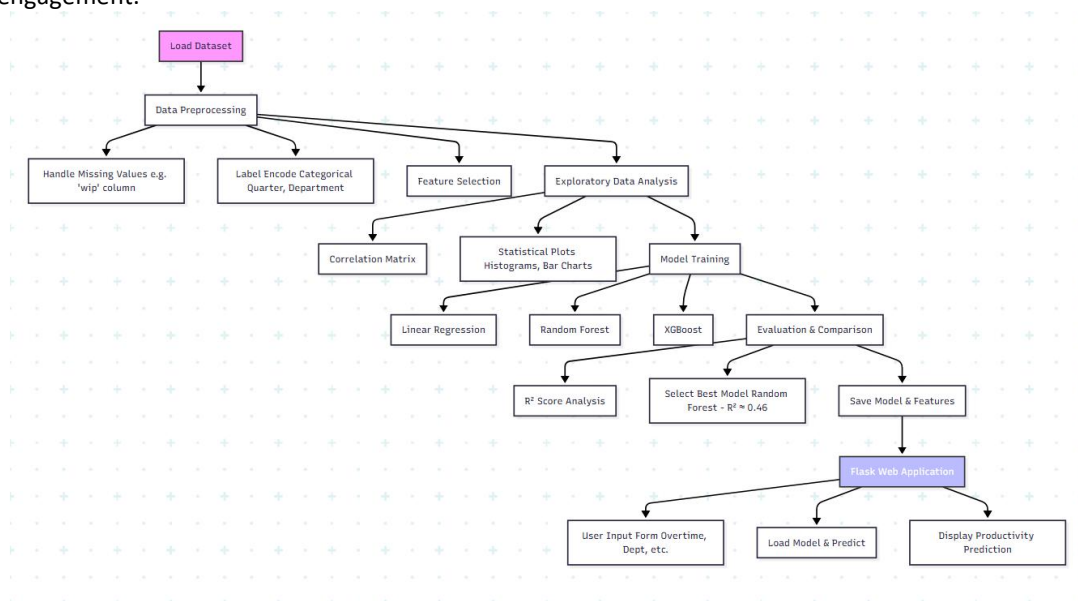 engagement.
Load Dataset
Data Preprocessing
Handle Missing Values e.g.
'wip' column
Label Encode Categorical
Quarter, Department
Feature Selection
Exploratory Data Analysis
Correlation Matrix
Statistical Plots
Histograms, Bar Charts
Model Training
Linear Regression
Random Forest
XGBoost
Evaluation & Comparison
R² Score Analysis
Select Best Model Random
Forest - R² ≈ 0.46
Save Model & Features
Flask Web Application
User Input Form Overtime,
Dept, etc.
Load Model & Predict
Display Productivity
Prediction